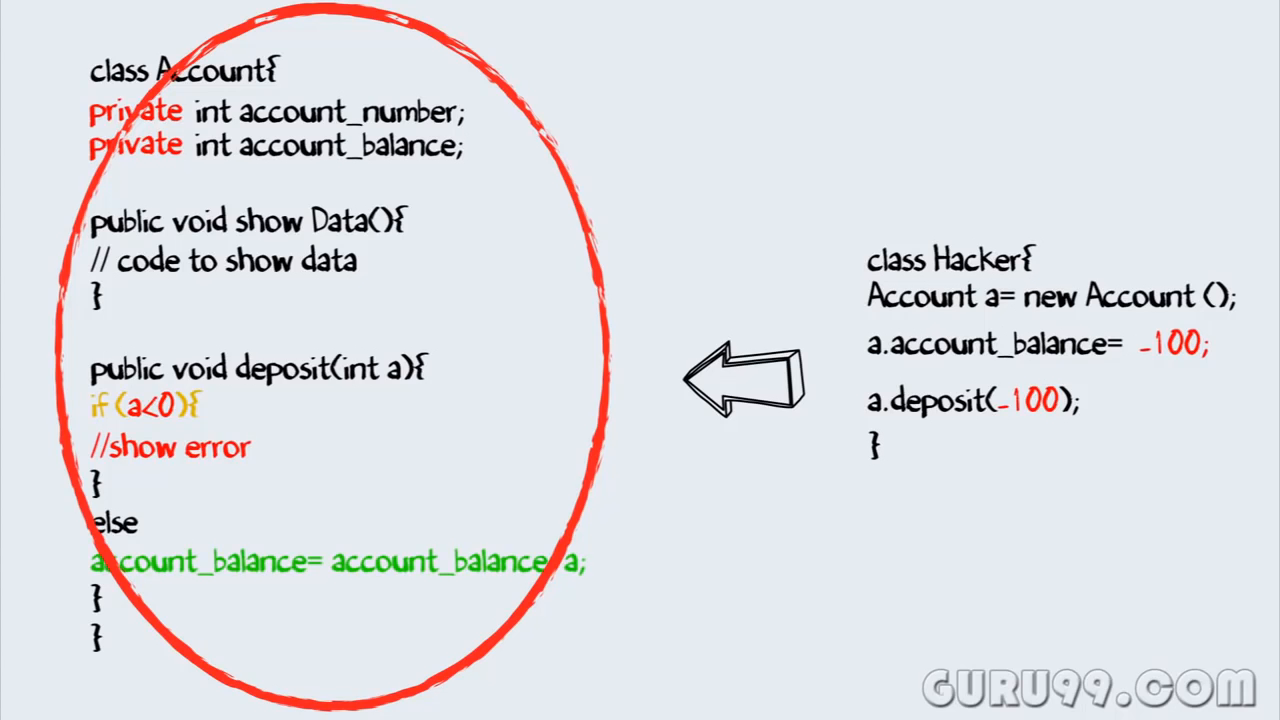 class Account{
private int account_number;
private int account_balance;
public void show Data(){
// code to show data
}
public void deposit(int a){
if (a<0){
//show error
}
else
account_balance= account_balance a;
}
}
class Hacker{
Account a= new Account ();
a.account_balance= -100;
a.deposit(-100);
}
GURU99.COM